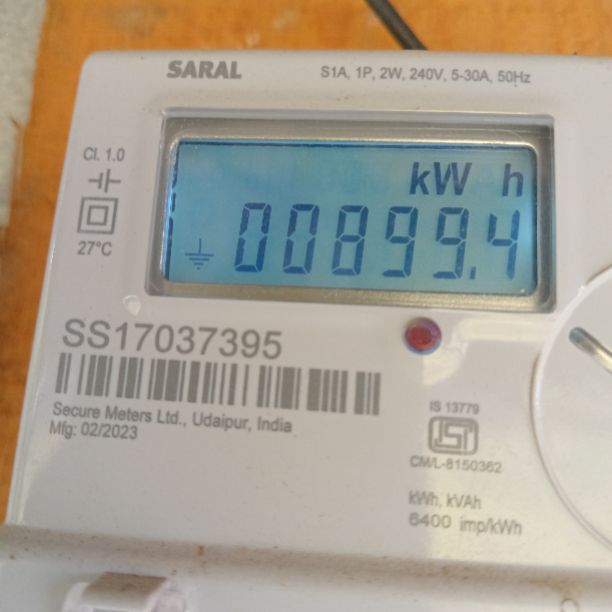 SARAL
S1A, 1P, 2W, 240V, 5-30A, 50Hz
Cl. 1.0
27°C
kW h
00899.4
SS17037395
Secure Meters Ltd., Udaipur, India
Mfg: 02/2023
IS 13779
ISI
CM/L-8150362
kWh, kVAh
6400 imp/kWh